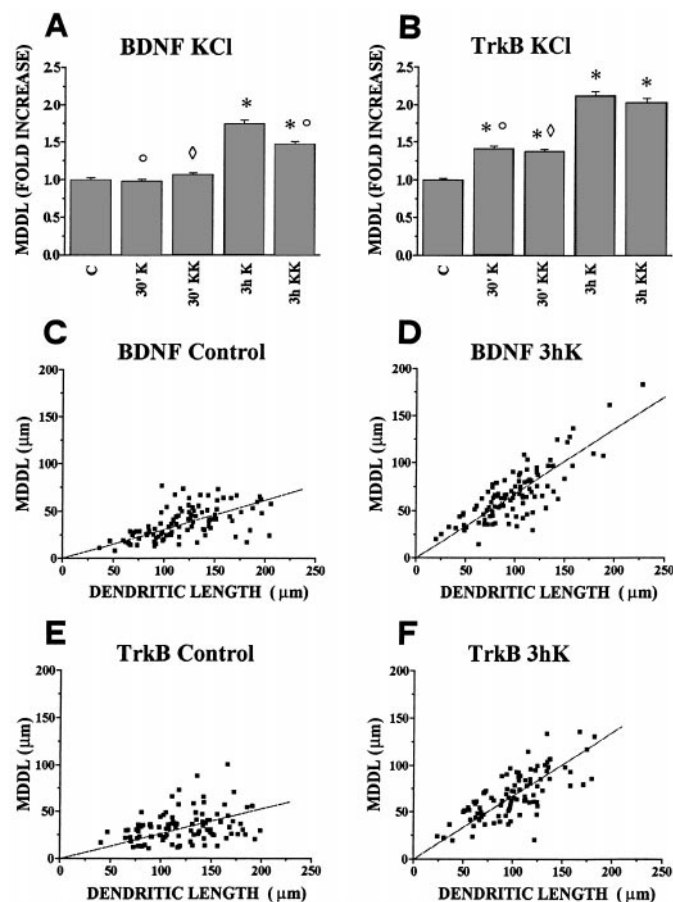 A
BDNF KCl
MDDL (FOLD INCREASE)
2.5
2.0
1.5
1.0
0.5
0.0
○
◊
*
* ○
C
30' K
30' KK
3h K
3h KK
B
TrkB KCl
MDDL (FOLD INCREASE)
2.5
2.0
1.5
1.0
0.5
0.0
* ○
* ◊
*
*
C
30' K
30' KK
3h K
3h KK
C
BDNF Control
MDDL (µm)
200
150
100
50
0
0 50 100 150 200 250
DENDRITIC LENGTH ( µm)
D
BDNF 3hK
MDDL (µm)
200
150
100
50
0
0 50 100 150 200 250
DENDRITIC LENGTH ( µm)
E
TrkB Control
MDDL (µm)
200
150
100
50
0
0 50 100 150 200 250
DENDRITIC LENGTH ( µm)
F
TrkB 3hK
MDDL (µm)
200
150
100
50
0
0 50 100 150 200 250
DENDRITIC LENGTH ( µm)